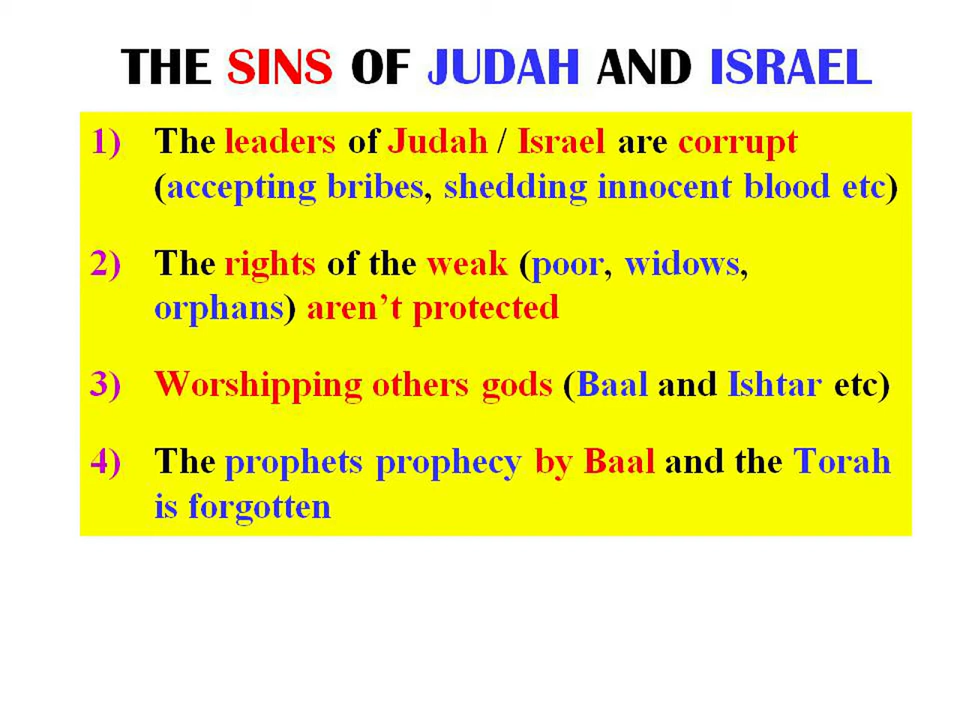 THE SINS OF JUDAH AND ISRAEL
1) The leaders of Judah / Israel are corrupt
(accepting bribes, shedding innocent blood etc)
2) The rights of the weak (poor, widows,
orphans) aren’t protected
3) Worshipping others gods (Baal and Ishtar etc)
4) The prophets prophecy by Baal and the Torah
is forgotten